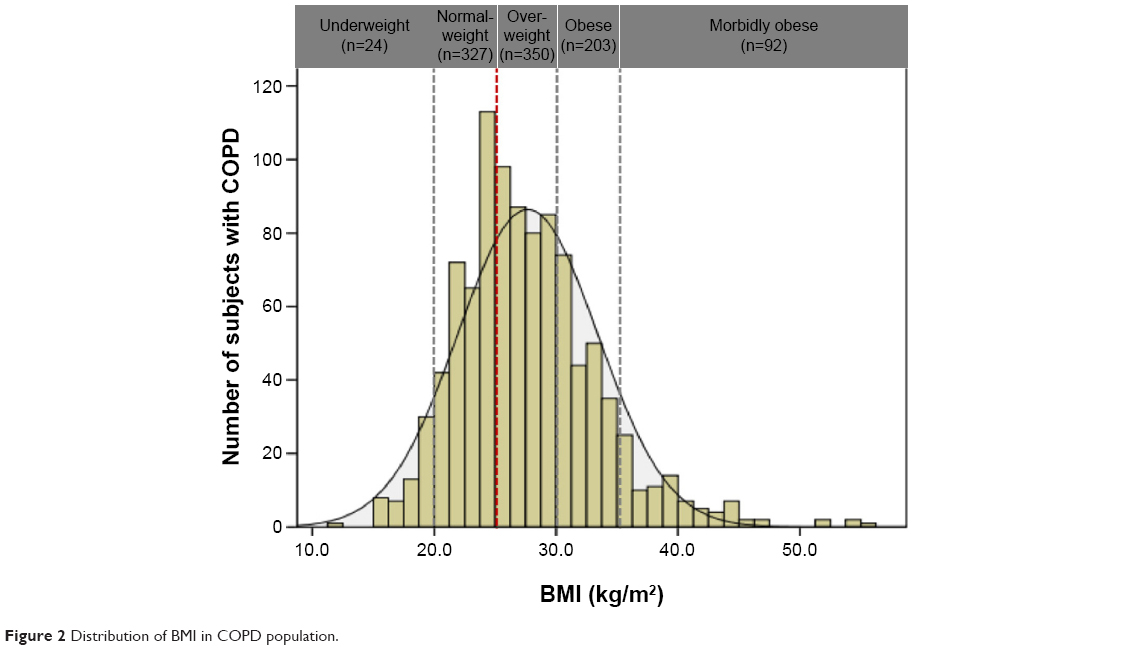 Underweight
(n=24)
Normal-
weight
(n=327)
Over-
weight
(n=350)
Obese
(n=203)
Morbidly obese
(n=92)
Number of subjects with COPD
120
100
80
60
40
20
0
10.0 20.0 30.0 40.0 50.0
BMI (kg/m²)
Figure 2 Distribution of BMI in COPD population.